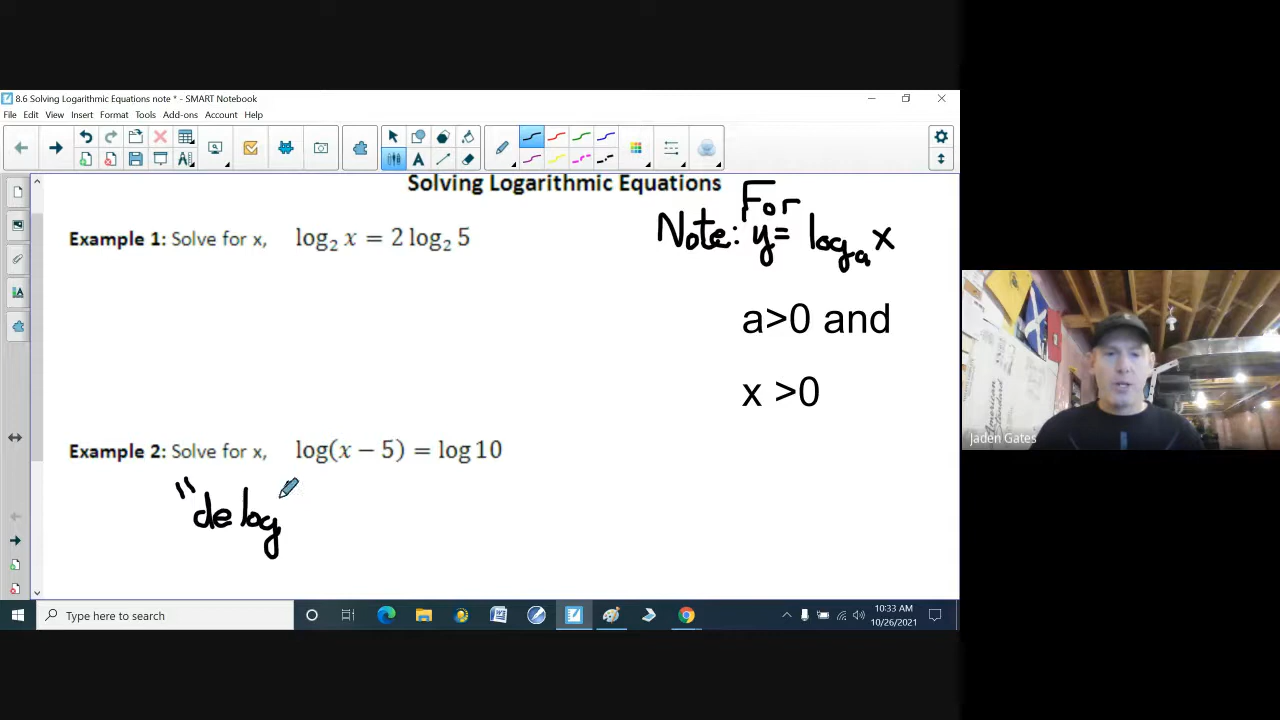 8.6 Solving Logarithmic Equations note * - SMART Notebook
File Edit View Insert Format Tools Add-ons Account Help
Solving Logarithmic Equations
For
Note: y= logₐ x
Example 1: Solve for x, log₂ x = 2 log₂ 5
a>0 and
x >0
Example 2: Solve for x, log(x − 5) = log 10
"de log
Jaden Gates
Type here to search
10:33 AM
10/26/2021